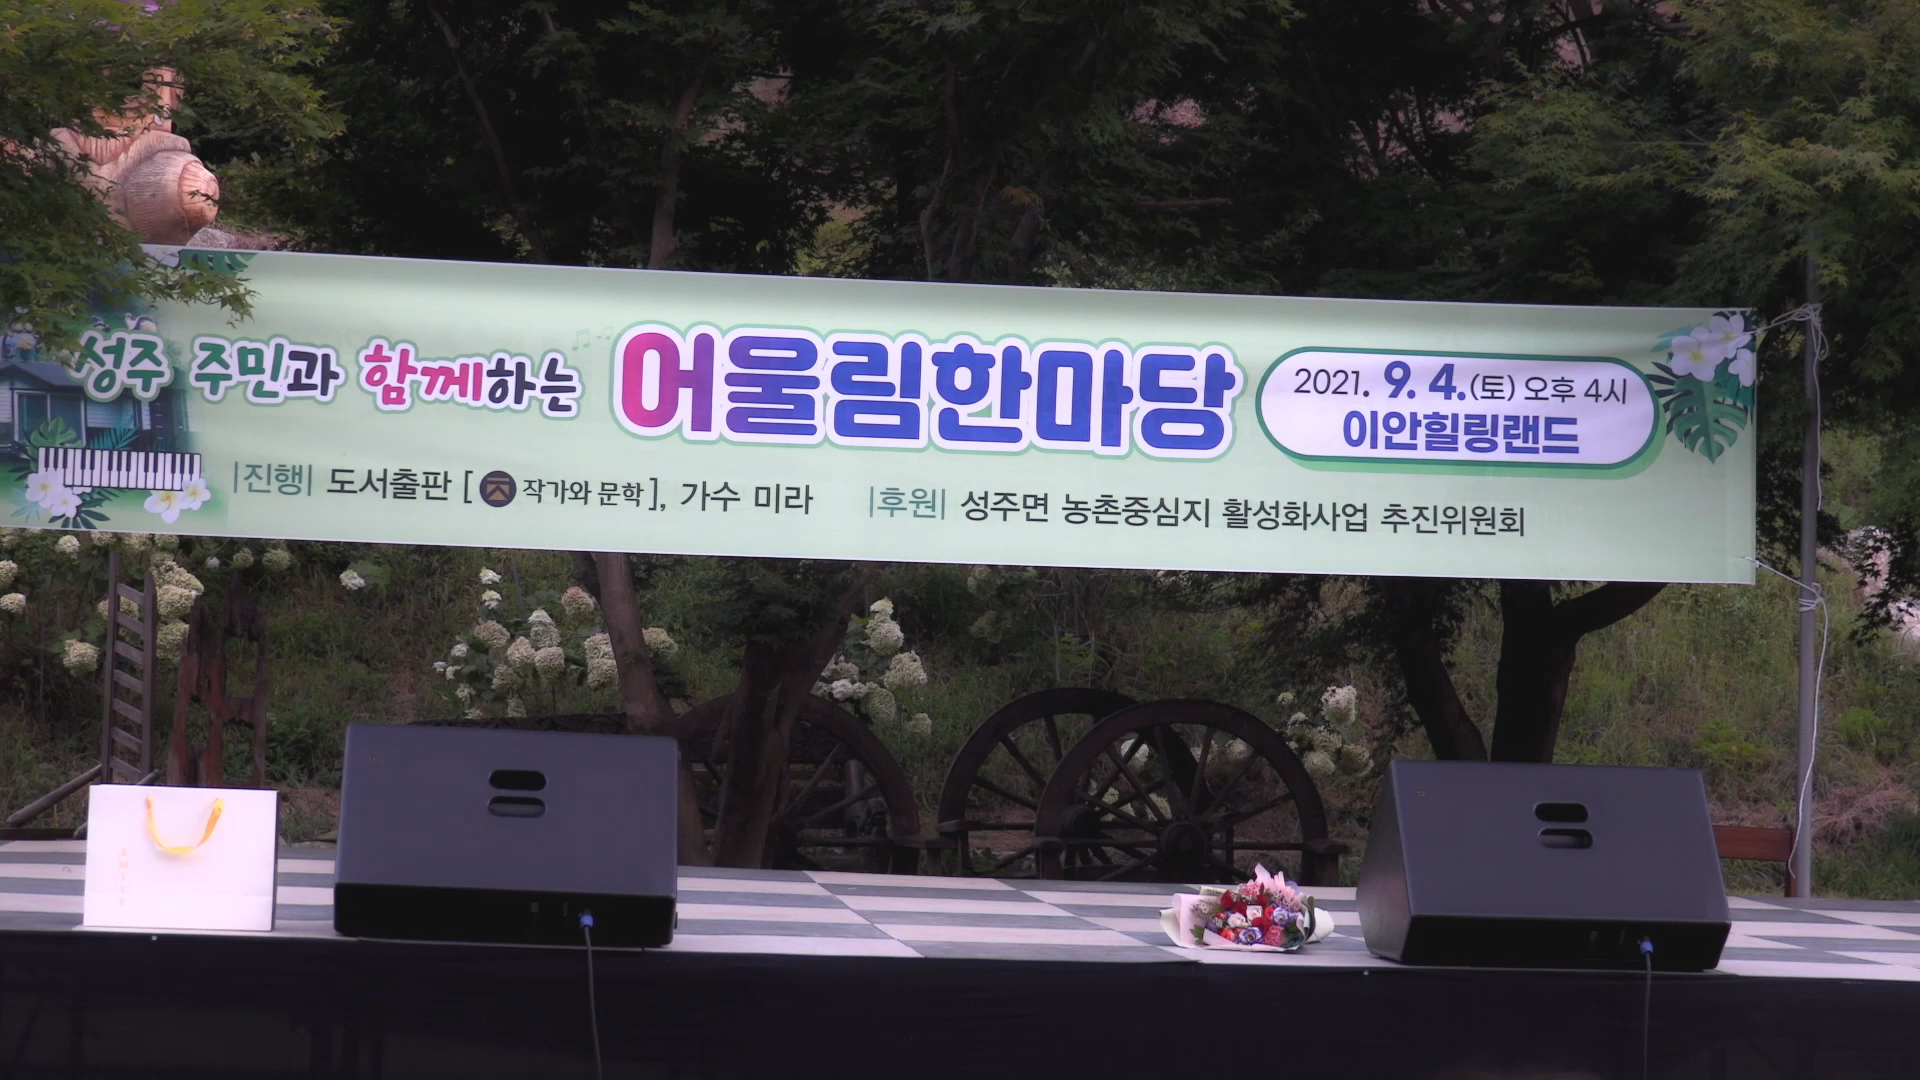 성주 주민과 함께하는 어울림한마당
2021. 9. 4.(토) 오후 4시
이안힐링랜드
|진행| 도서출판 [작가와 문학], 가수 미라
|후원| 성주면 농촌중심지 활성화사업 추진위원회
SMILE